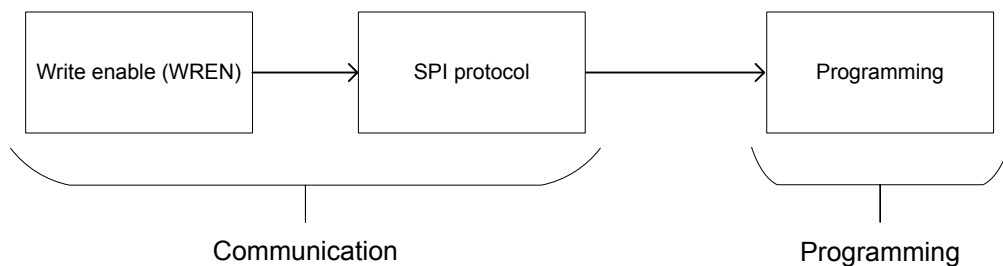 Write enable (WREN)
SPI protocol
Programming
Communication
Programming